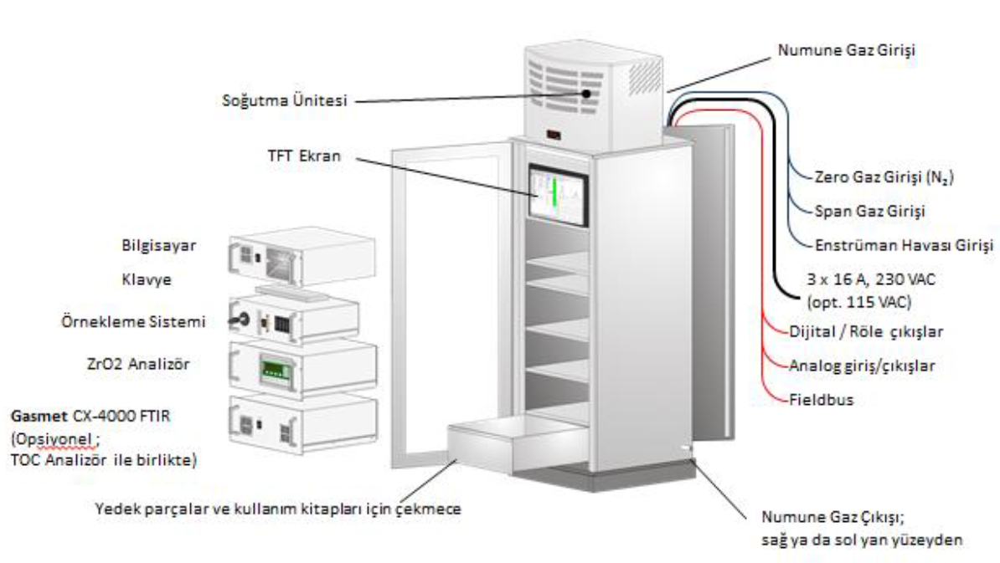 Numune Gaz Girişi
Soğutma Ünitesi
TFT Ekran
Zero Gaz Girişi (N₂)
Span Gaz Girişi
Enstrüman Havası Girişi
3 x 16 A, 230 VAC
(opt. 115 VAC)
Dijital / Röle çıkışlar
Analog giriş/çıkışlar
Fieldbus
Bilgisayar
Klavye
Örnekleme Sistemi
ZrO2 Analizör
Gasmet CX-4000 FTIR
(Opsiyonel ;
TOC Analizör ile birlikte)
Yedek parçalar ve kullanım kitapları için çekmece
Numune Gaz Çıkışı;
sağ ya da sol yan yüzeyden